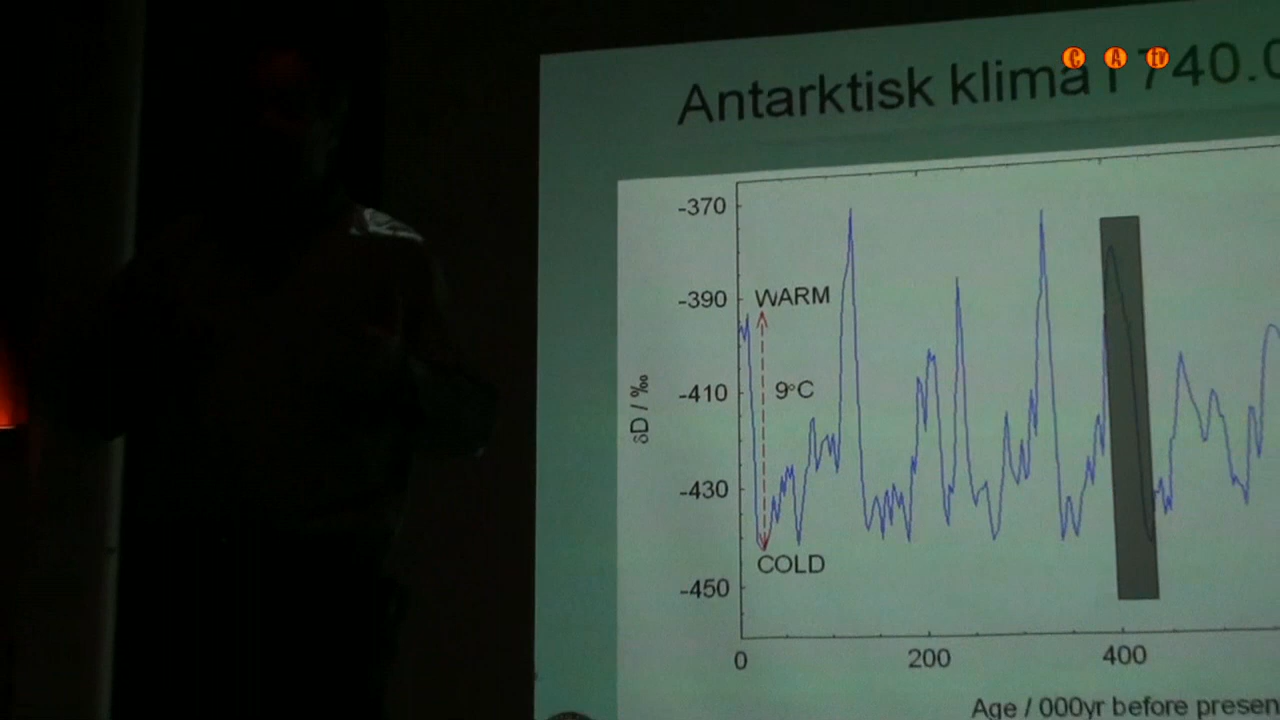 C A tv
Antarktisk klima i 740.0
-370
-390
WARM
9°C
-410
δD / ‰
-430
COLD
-450
0 200 400
Age / 000yr before presen